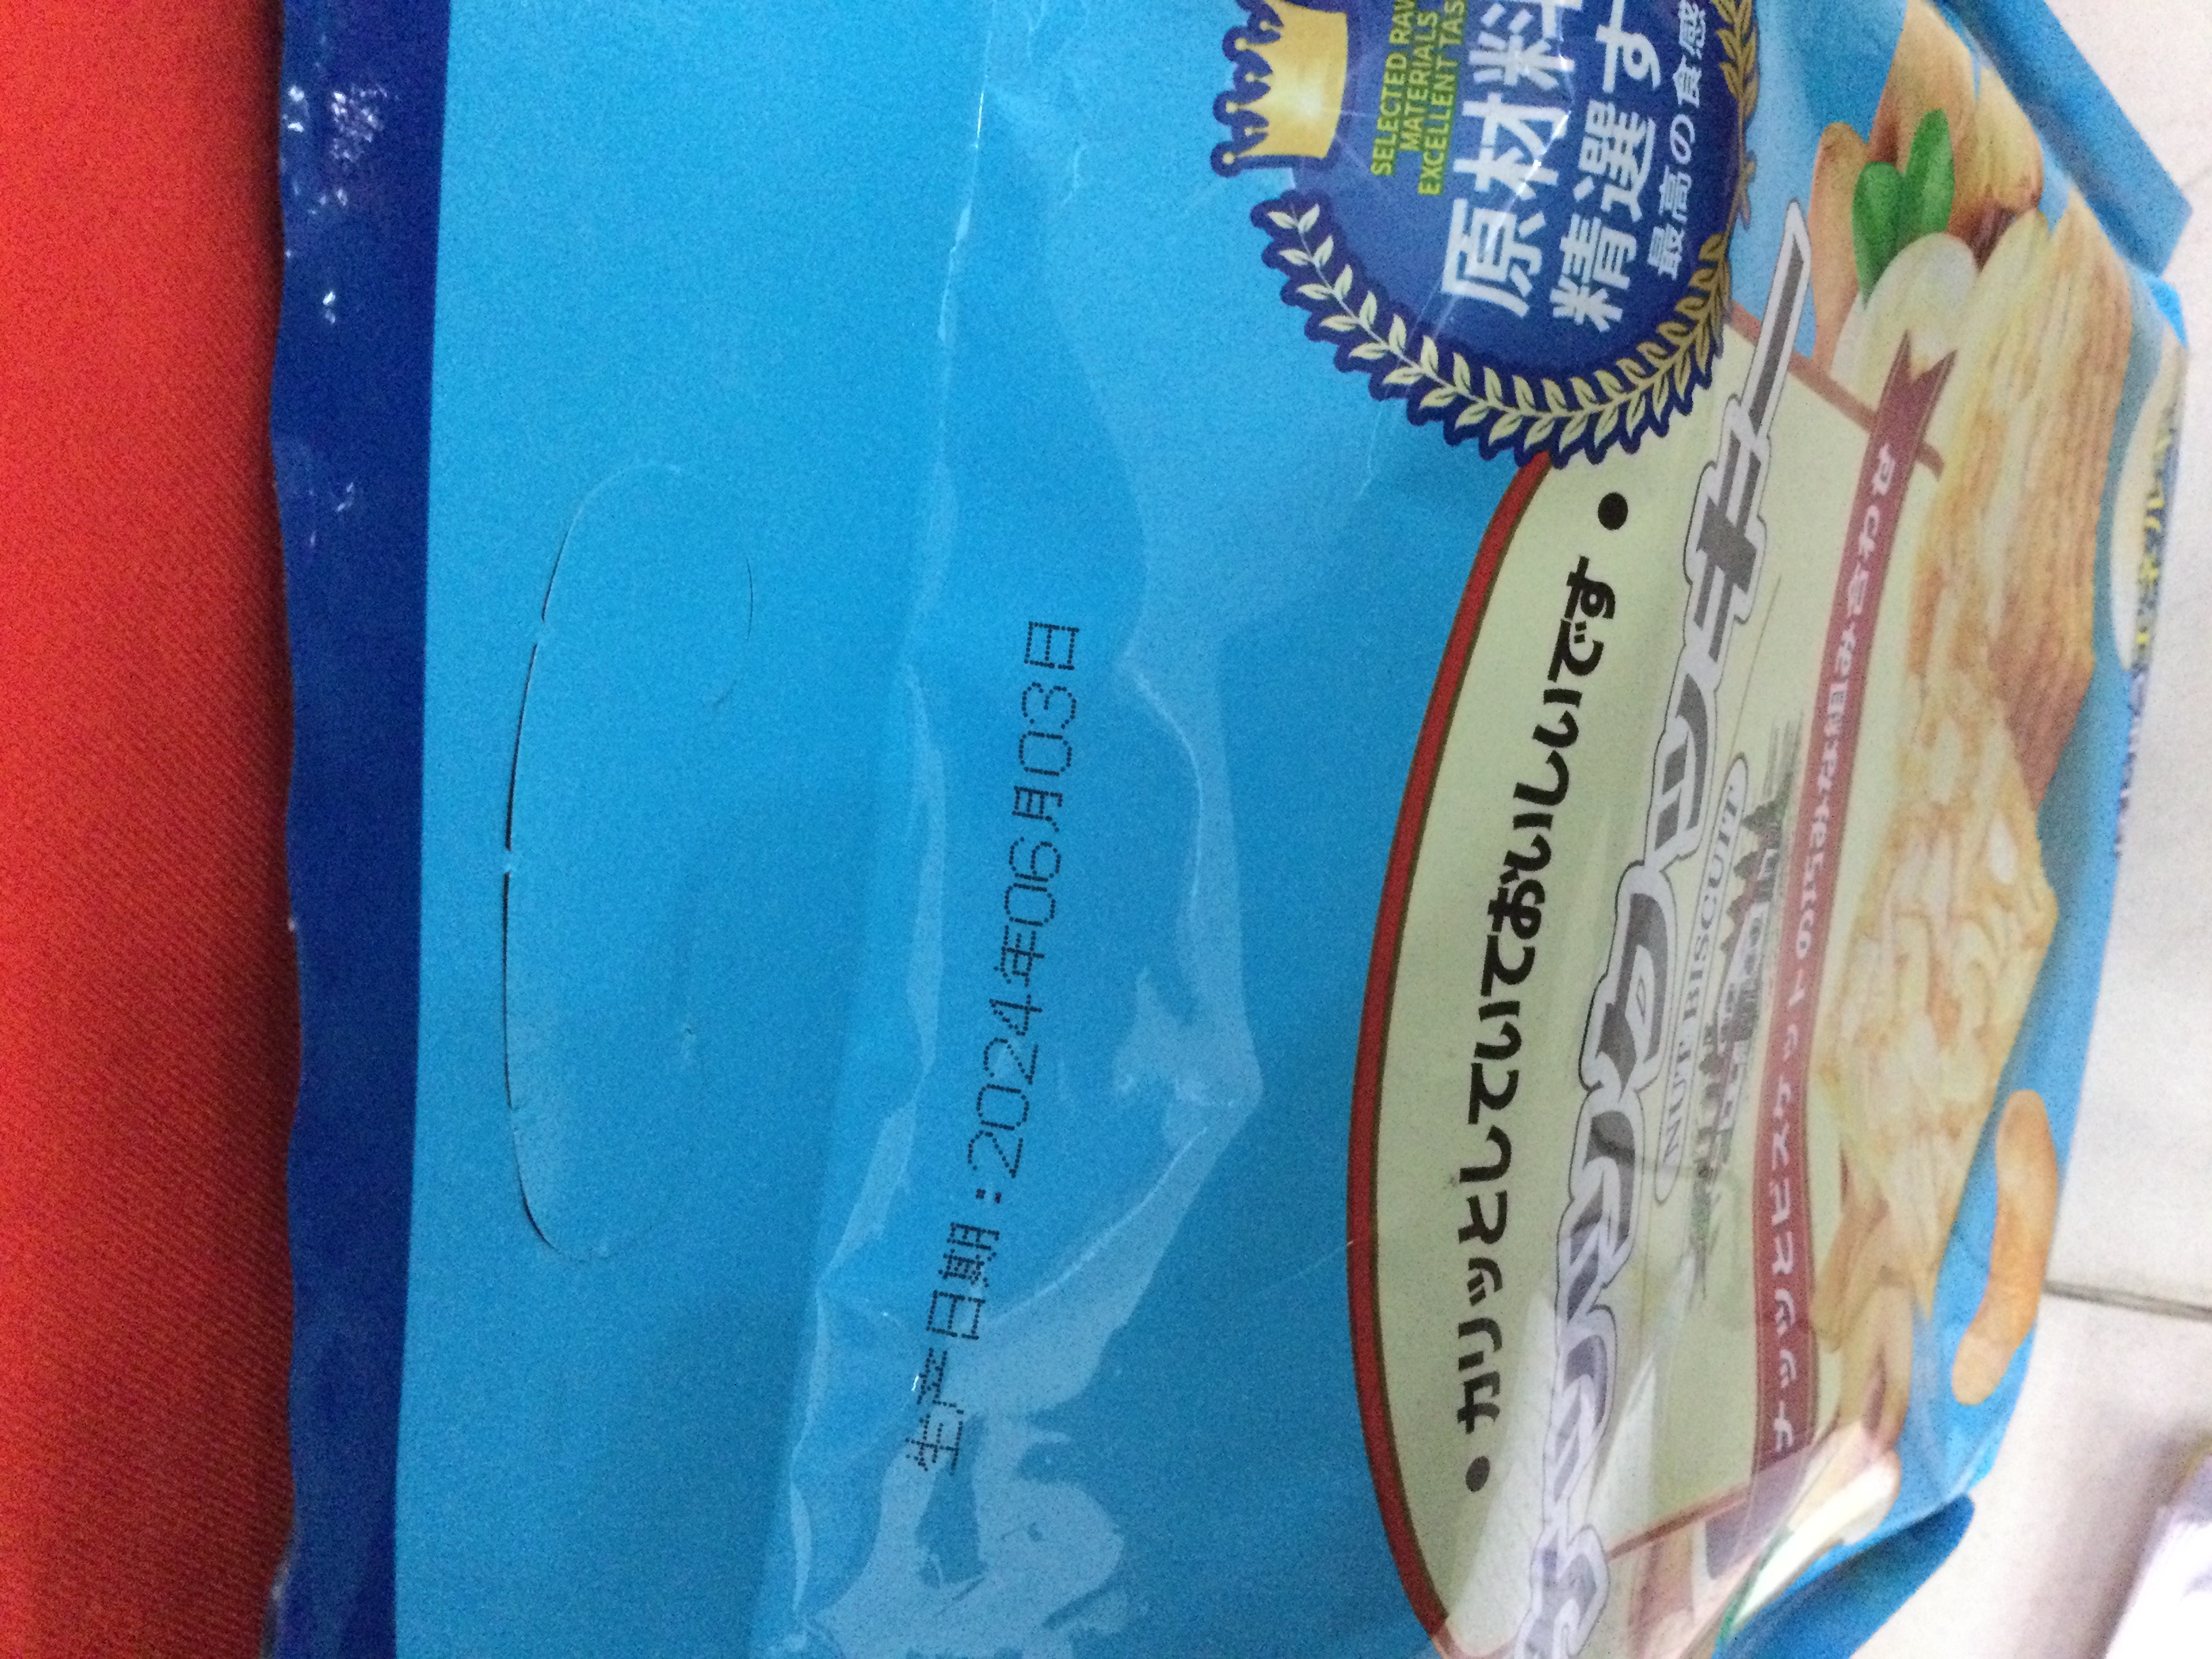 生产日期:2024年06月03日
SELECTED RAW
MATERIALS
EXCELLENT TAS
原材料
精選す
最高の食感
● カリッとしていておいしいです ●
NUT BISCUIT
ナッツとビスケットのたくみな組み合わせ